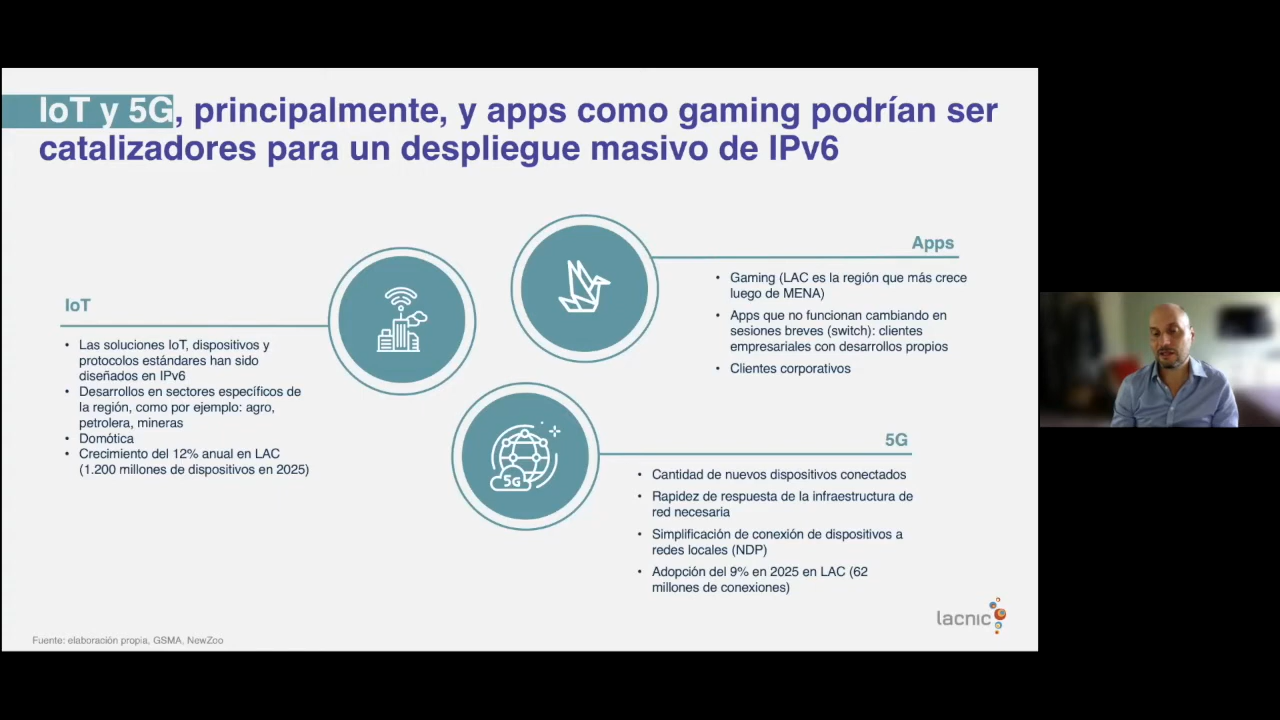 IoT y 5G, principalmente, y apps como gaming podrían ser
catalizadores para un despliegue masivo de IPv6
IoT
• Las soluciones IoT, dispositivos y
protocolos estándares han sido
diseñados en IPv6
• Desarrollos en sectores específicos de
la región, como por ejemplo: agro,
petrolera, mineras
• Domótica
• Crecimiento del 12% anual en LAC
(1.200 millones de dispositivos en 2025)
Apps
• Gaming (LAC es la región que más crece
luego de MENA)
• Apps que no funcionan cambiando en
sesiones breves (switch): clientes
empresariales con desarrollos propios
• Clientes corporativos
5G
5G
• Cantidad de nuevos dispositivos conectados
• Rapidez de respuesta de la infraestructura de
red necesaria
• Simplificación de conexión de dispositivos a
redes locales (NDP)
• Adopción del 9% en 2025 en LAC (62
millones de conexiones)
lacnic
Fuente: elaboración propia, GSMA, NewZoo